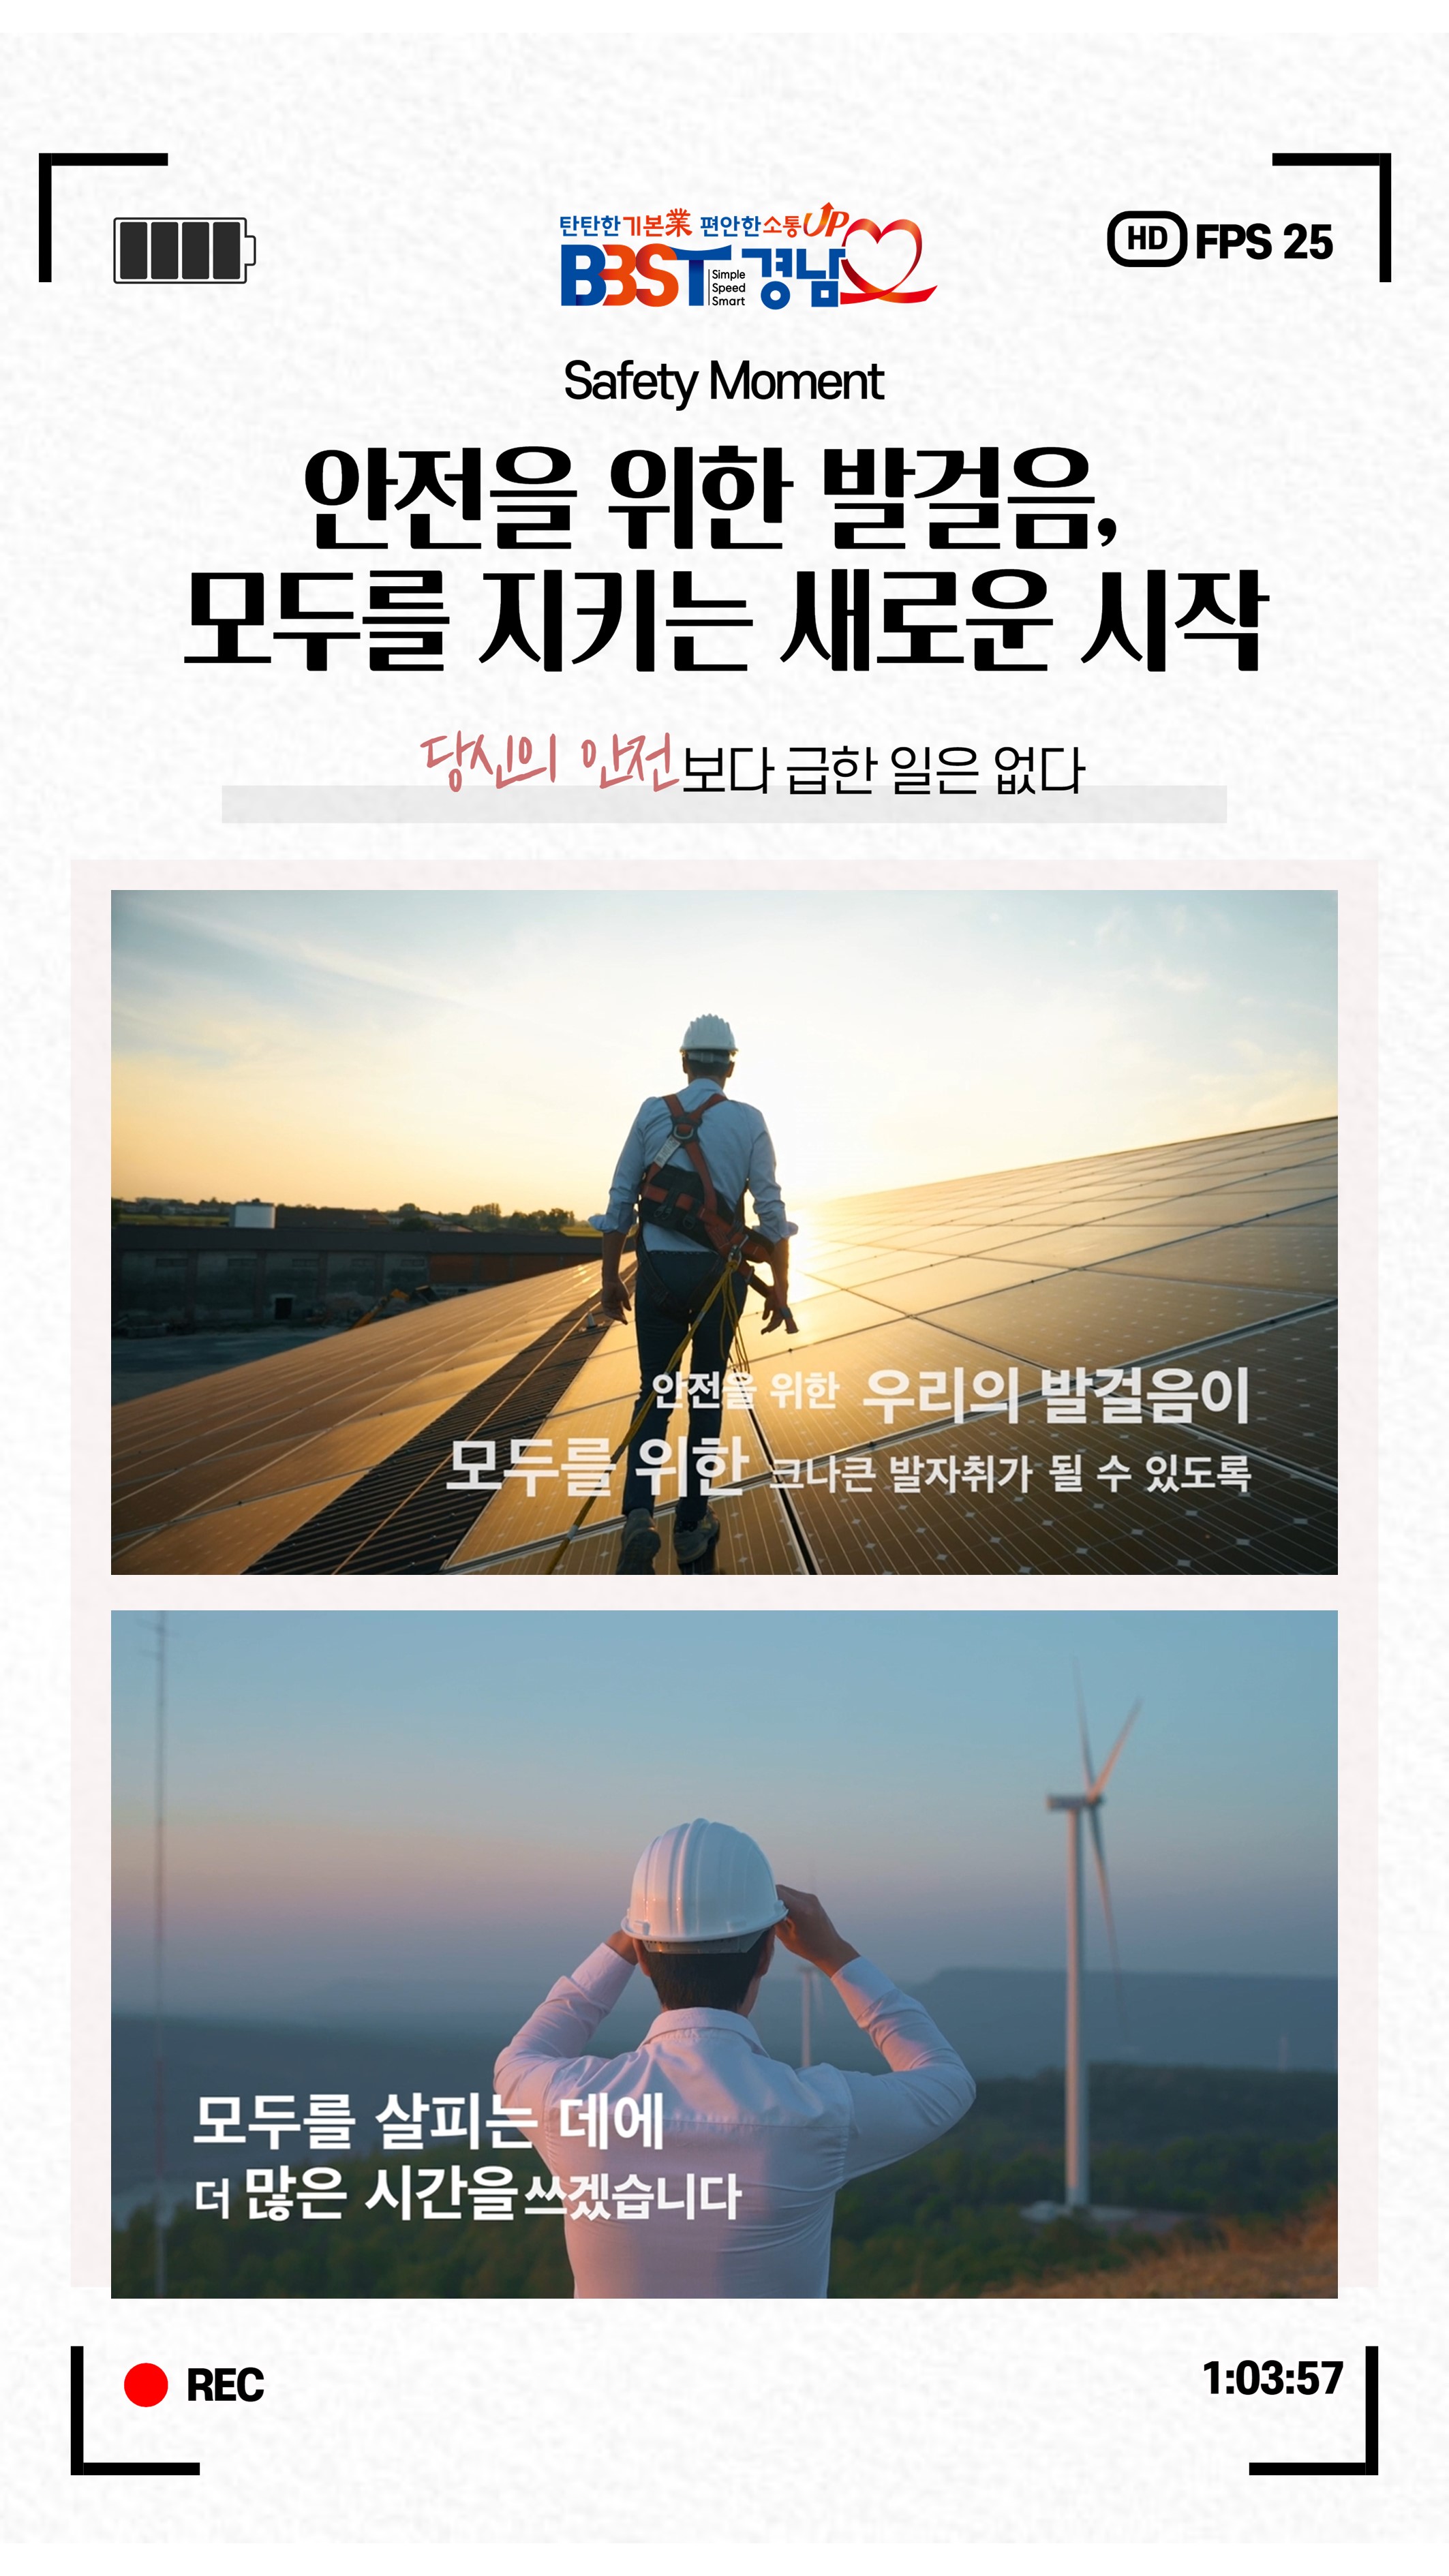 탄탄한기본業 편안한소통UP
BBST Simple Speed Smart 경남
HD FPS 25
Safety Moment
안전을 위한 발걸음,
모두를 지키는 새로운 시작
당신의 안전보다 급한 일은 없다
안전을 위한 우리의 발걸음이
모두를 위한 크나큰 발자취가 될 수 있도록
모두를 살피는 데에
더 많은 시간을쓰겠습니다
REC
1:03:57